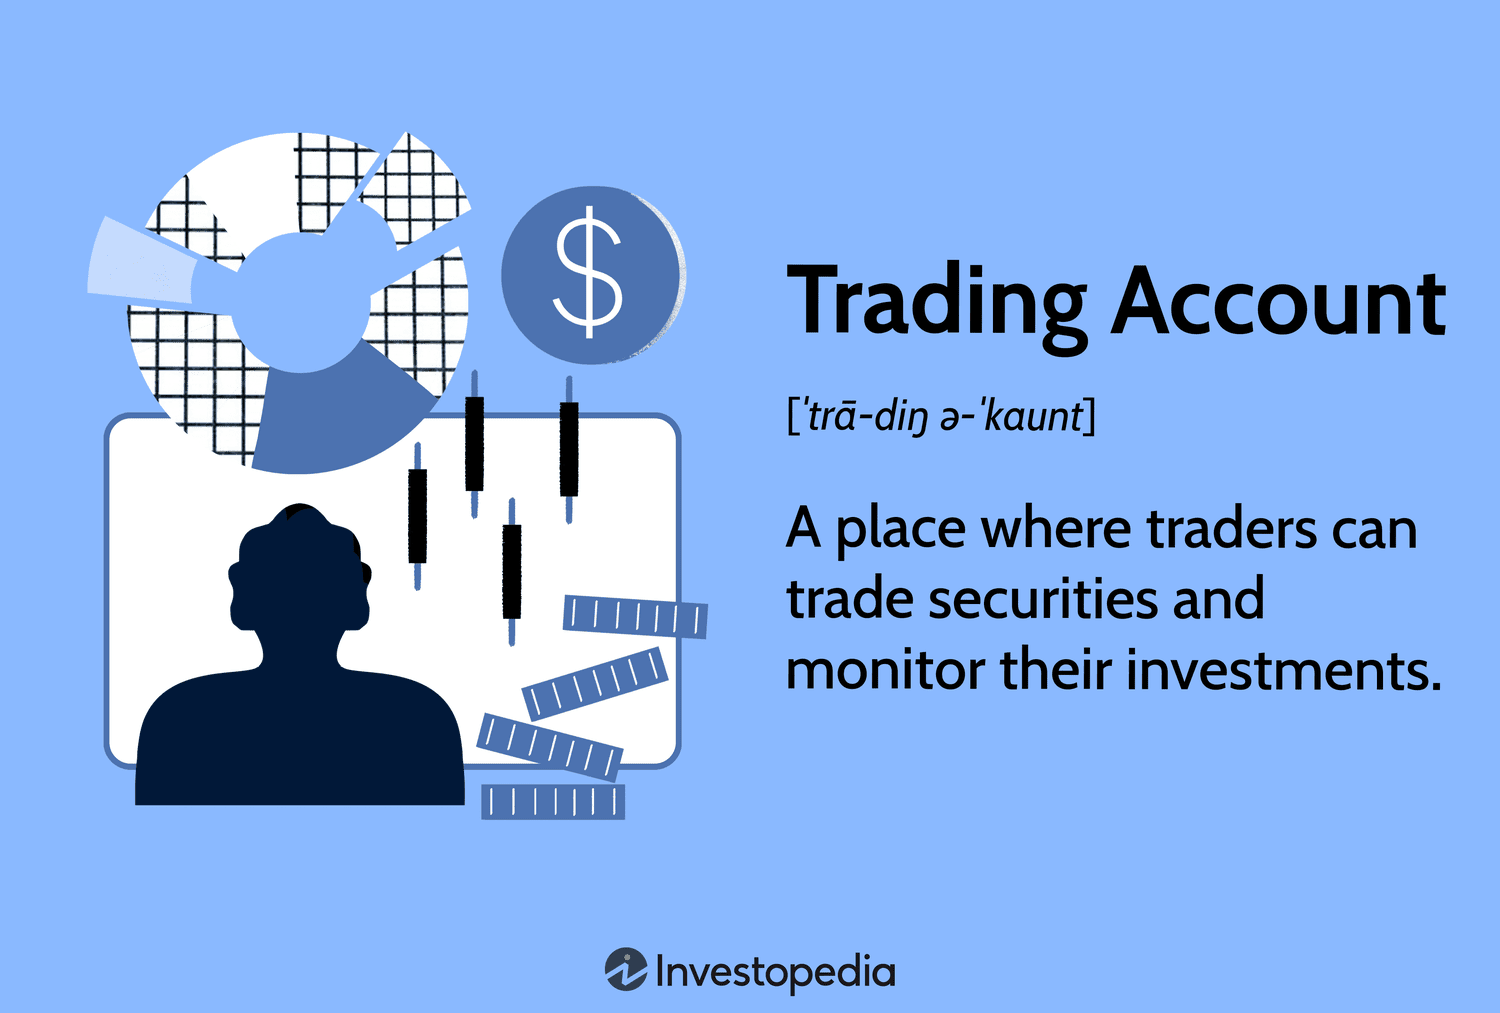 $
Trading Account
[ˈtrā-diŋ ə-ˈkaunt]
A place where traders can
trade securities and
monitor their investments.
Investopedia